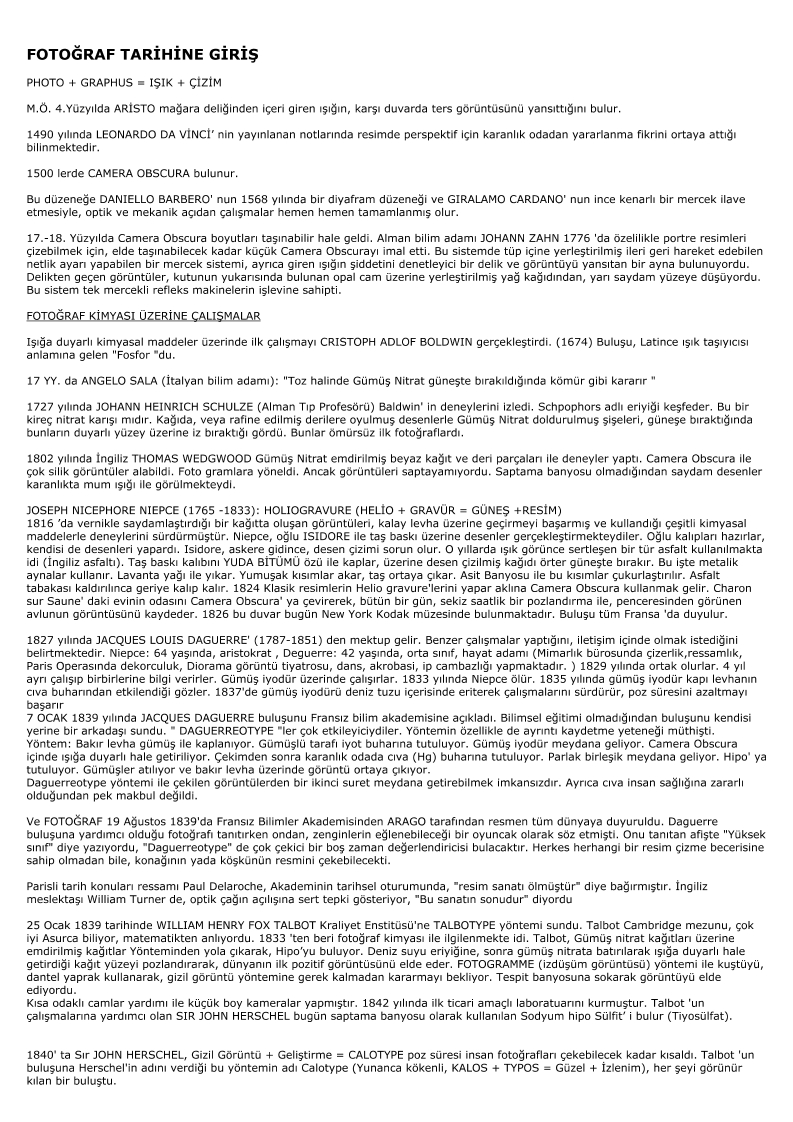 FOTOĞRAF TARİHİNE GİRİŞ
PHOTO + GRAPHUS = IŞIK + ÇİZİM
M.Ö. 4.Yüzyılda ARİSTO mağara deliğinden içeri giren ışığın, karşı duvarda ters görüntüsünü yansıttığını bulur.
1490 yılında LEONARDO DA VİNCİ’ nin yayınlanan notlarında resimde perspektif için karanlık odadan yararlanma fikrini ortaya attığı
bilinmektedir.
1500 lerde CAMERA OBSCURA bulunur.
Bu düzeneğe DANIELLO BARBERO' nun 1568 yılında bir diyafram düzeneği ve GIRALAMO CARDANO' nun ince kenarlı bir mercek ilave
etmesiyle, optik ve mekanik açıdan çalışmalar hemen hemen tamamlanmış olur.
17.-18. Yüzyılda Camera Obscura boyutları taşınabilir hale geldi. Alman bilim adamı JOHANN ZAHN 1776 'da özelilikle portre resimleri
çizebilmek için, elde taşınabilecek kadar küçük Camera Obscurayı imal etti. Bu sistemde tüp içine yerleştirilmiş ileri geri hareket edebilen
netlik ayarı yapabilen bir mercek sistemi, ayrıca giren ışığın şiddetini denetleyici bir delik ve görüntüyü yansıtan bir ayna bulunuyordu.
Delikten geçen görüntüler, kutunun yukarısında bulunan opal cam üzerine yerleştirilmiş yağ kağıdından, yarı saydam yüzeye düşüyordu.
Bu sistem tek mercekli refleks makinelerin işlevine sahipti.
FOTOĞRAF KİMYASI ÜZERİNE ÇALIŞMALAR
Işığa duyarlı kimyasal maddeler üzerinde ilk çalışmayı CRISTOPH ADLOF BOLDWIN gerçekleştirdi. (1674) Buluşu, Latince ışık taşıyıcısı
anlamına gelen "Fosfor "du.
17 YY. da ANGELO SALA (İtalyan bilim adamı): "Toz halinde Gümüş Nitrat güneşte bırakıldığında kömür gibi kararır "
1727 yılında JOHANN HEINRICH SCHULZE (Alman Tıp Profesörü) Baldwin' in deneylerini izledi. Schpophors adlı eriyiği keşfeder. Bu bir
kireç nitrat karışı mıdır. Kağıda, veya rafine edilmiş derilere oyulmuş desenlerle Gümüş Nitrat doldurulmuş şişeleri, güneşe bıraktığında
bunların duyarlı yüzey üzerine iz bıraktığı gördü. Bunlar ömürsüz ilk fotoğraflardı.
1802 yılında İngiliz THOMAS WEDGWOOD Gümüş Nitrat emdirilmiş beyaz kağıt ve deri parçaları ile deneyler yaptı. Camera Obscura ile
çok silik görüntüler alabildi. Foto gramlara yöneldi. Ancak görüntüleri saptayamıyordu. Saptama banyosu olmadığından saydam desenler
karanlıkta mum ışığı ile görülmekteydi.
JOSEPH NICEPHORE NIEPCE (1765 -1833): HOLIOGRAVURE (HELİO + GRAVÜR = GÜNEŞ +RESİM)
1816 ’da vernikle saydamlaştırdığı bir kağıtta oluşan görüntüleri, kalay levha üzerine geçirmeyi başarmış ve kullandığı çeşitli kimyasal
maddelerle deneylerini sürdürmüştür. Niepce, oğlu ISIDORE ile taş baskı üzerine desenler gerçekleştirmekteydiler. Oğlu kalıpları hazırlar,
kendisi de desenleri yapardı. Isidore, askere gidince, desen çizimi sorun olur. O yıllarda ışık görünce sertleşen bir tür asfalt kullanılmakta
idi (İngiliz asfaltı). Taş baskı kalıbını YUDA BİTÜMÜ özü ile kaplar, üzerine desen çizilmiş kağıdı örter güneşte bırakır. Bu işte metalik
aynalar kullanır. Lavanta yağı ile yıkar. Yumuşak kısımlar akar, taş ortaya çıkar. Asit Banyosu ile bu kısımlar çukurlaştırılır. Asfalt
tabakası kaldırılınca geriye kalıp kalır. 1824 Klasik resimlerin Helio gravure'lerini yapar aklına Camera Obscura kullanmak gelir. Charon
sur Saune' daki evinin odasını Camera Obscura' ya çevirerek, bütün bir gün, sekiz saatlik bir pozlandırma ile, penceresinden görünen
avlunun görüntüsünü kaydeder. 1826 bu duvar bugün New York Kodak müzesinde bulunmaktadır. Buluşu tüm Fransa 'da duyulur.
1827 yılında JACQUES LOUIS DAGUERRE' (1787-1851) den mektup gelir. Benzer çalışmalar yaptığını, iletişim içinde olmak istediğini
belirtmektedir. Niepce: 64 yaşında, aristokrat , Deguerre: 42 yaşında, orta sınıf, hayat adamı (Mimarlık bürosunda çizerlik,ressamlık,
Paris Operasında dekorculuk, Diorama görüntü tiyatrosu, dans, akrobasi, ip cambazlığı yapmaktadır. ) 1829 yılında ortak olurlar. 4 yıl
ayrı çalışıp birbirlerine bilgi verirler. Gümüş iyodür üzerinde çalışırlar. 1833 yılında Niepce ölür. 1835 yılında gümüş iyodür kapı levhanın
cıva buharından etkilendiği gözler. 1837'de gümüş iyodürü deniz tuzu içerisinde eriterek çalışmalarını sürdürür, poz süresini azaltmayı
başarır
7 OCAK 1839 yılında JACQUES DAGUERRE buluşunu Fransız bilim akademisine açıkladı. Bilimsel eğitimi olmadığından buluşunu kendisi
yerine bir arkadaşı sundu. " DAGUERREOTYPE "ler çok etkileyiciydiler. Yöntemin özellikle de ayrıntı kaydetme yeteneği müthişti.
Yöntem: Bakır levha gümüş ile kaplanıyor. Gümüşlü tarafı iyot buharına tutuluyor. Gümüş iyodür meydana geliyor. Camera Obscura
içinde ışığa duyarlı hale getiriliyor. Çekimden sonra karanlık odada cıva (Hg) buharına tutuluyor. Parlak birleşik meydana geliyor. Hipo' ya
tutuluyor. Gümüşler atılıyor ve bakır levha üzerinde görüntü ortaya çıkıyor.
Daguerreotype yöntemi ile çekilen görüntülerden bir ikinci suret meydana getirebilmek imkansızdır. Ayrıca cıva insan sağlığına zararlı
olduğundan pek makbul değildi.
Ve FOTOĞRAF 19 Ağustos 1839'da Fransız Bilimler Akademisinden ARAGO tarafından resmen tüm dünyaya duyuruldu. Daguerre
buluşuna yardımcı olduğu fotoğrafı tanıtırken ondan, zenginlerin eğlenebileceği bir oyuncak olarak söz etmişti. Onu tanıtan afişte "Yüksek
sınıf" diye yazıyordu, "Daguerreotype" de çok çekici bir boş zaman değerlendiricisi bulacaktır. Herkes herhangi bir resim çizme becerisine
sahip olmadan bile, konağının yada köşkünün resmini çekebilecekti.
Parisli tarih konuları ressamı Paul Delaroche, Akademinin tarihsel oturumunda, "resim sanatı ölmüştür" diye bağırmıştır. İngiliz
meslektaşı William Turner de, optik çağın açılışına sert tepki gösteriyor, "Bu sanatın sonudur" diyordu
25 Ocak 1839 tarihinde WILLIAM HENRY FOX TALBOT Kraliyet Enstitüsü'ne TALBOTYPE yöntemi sundu. Talbot Cambridge mezunu, çok
iyi Asurca biliyor, matematikten anlıyordu. 1833 'ten beri fotoğraf kimyası ile ilgilenmekte idi. Talbot, Gümüş nitrat kağıtları üzerine
emdirilmiş kağıtlar Yönteminden yola çıkarak, Hipo’yu buluyor. Deniz suyu eriyiğine, sonra gümüş nitrata batırılarak ışığa duyarlı hale
getirdiği kağıt yüzeyi pozlandırarak, dünyanın ilk pozitif görüntüsünü elde eder. FOTOGRAMME (izdüşüm görüntüsü) yöntemi ile kuştüyü,
dantel yaprak kullanarak, gizil görüntü yöntemine gerek kalmadan kararmayı bekliyor. Tespit banyosuna sokarak görüntüyü elde
ediyordu.
Kısa odaklı camlar yardımı ile küçük boy kameralar yapmıştır. 1842 yılında ilk ticari amaçlı laboratuarını kurmuştur. Talbot 'un
çalışmalarına yardımcı olan SIR JOHN HERSCHEL bugün saptama banyosu olarak kullanılan Sodyum hipo Sülfit’ i bulur (Tiyosülfat).
1840' ta Sır JOHN HERSCHEL, Gizil Görüntü + Geliştirme = CALOTYPE poz süresi insan fotoğrafları çekebilecek kadar kısaldı. Talbot 'un
buluşuna Herschel'in adını verdiği bu yöntemin adı Calotype (Yunanca kökenli, KALOS + TYPOS = Güzel + İzlenim), her şeyi görünür
kılan bir buluştu.